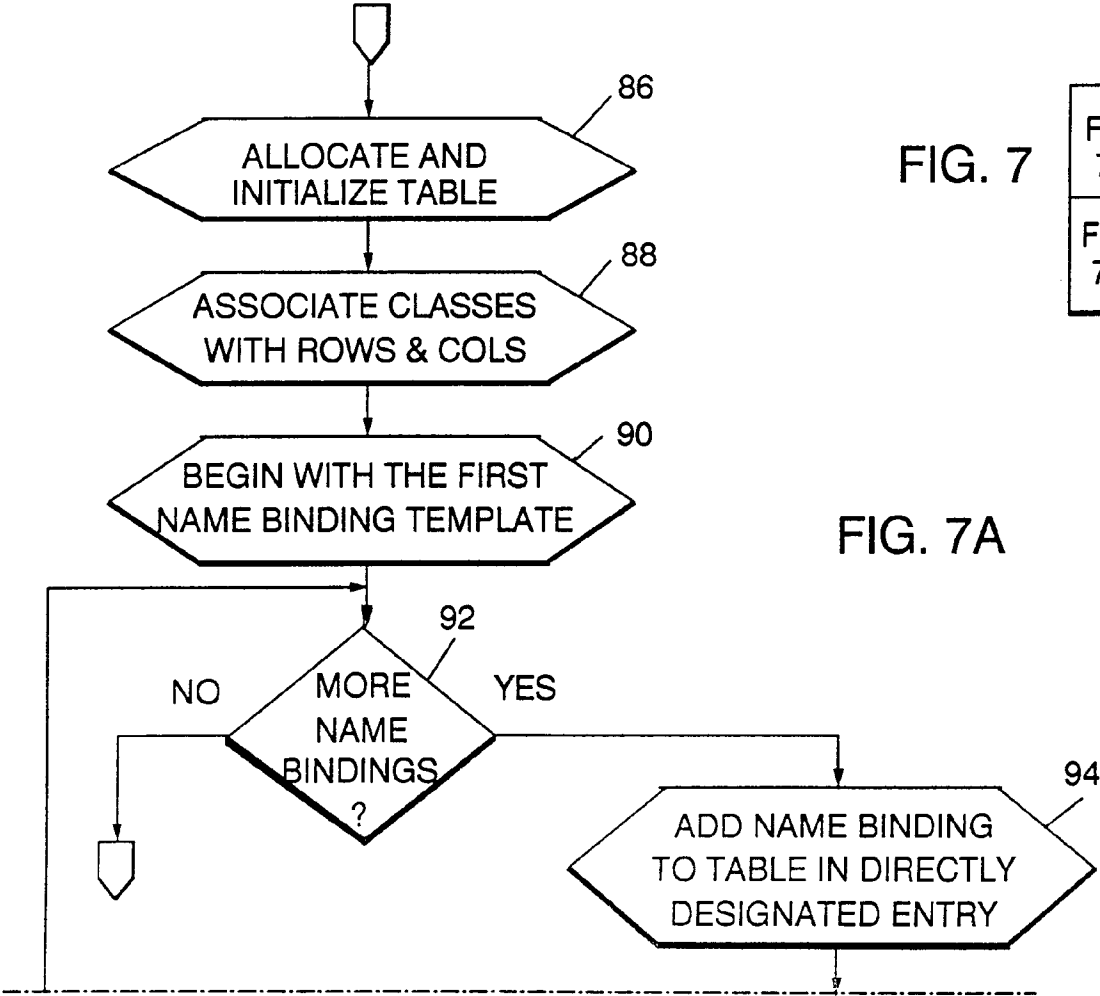 86
ALLOCATE AND
INITIALIZE TABLE
FIG. 7
F
7
F
7
88
ASSOCIATE CLASSES
WITH ROWS & COLS
90
BEGIN WITH THE FIRST
NAME BINDING TEMPLATE
FIG. 7A
92
NO
MORE
NAME
BINDINGS
?
YES
94
ADD NAME BINDING
TO TABLE IN DIRECTLY
DESIGNATED ENTRY